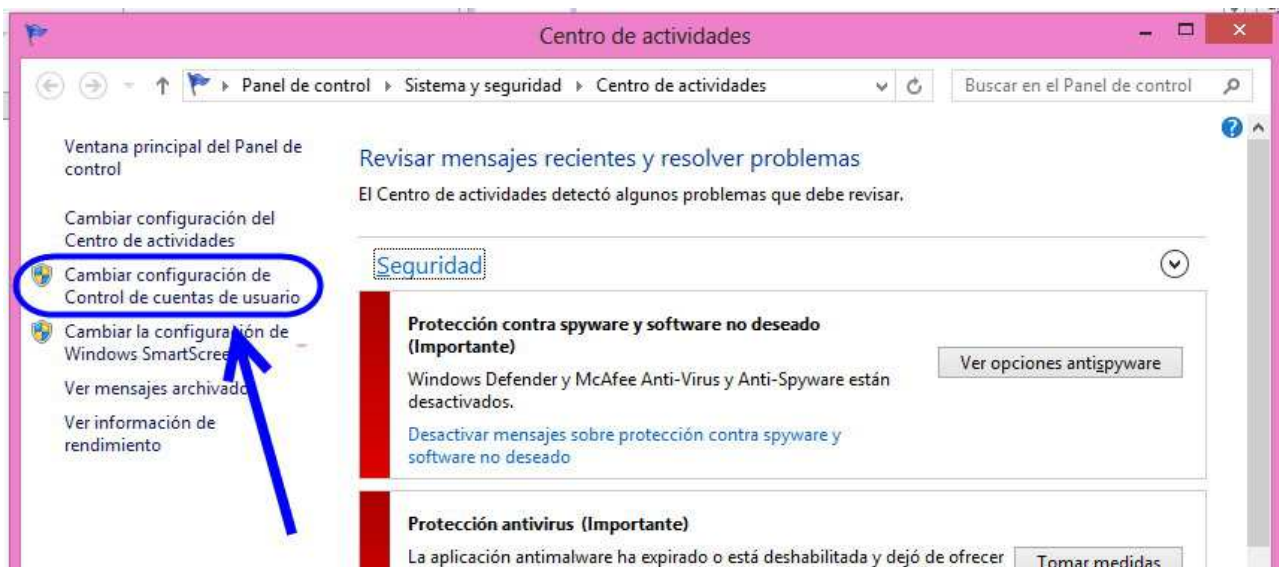 Centro de actividades
Panel de control Sistema y seguridad Centro de actividades
Buscar en el Panel de control
Ventana principal del Panel de
control
Cambiar configuración del
Centro de actividades
Cambiar configuración de
Control de cuentas de usuario
Cambiar la configuración de
Windows SmartScreen
Ver mensajes archivados
Ver información de
rendimiento
Revisar mensajes recientes y resolver problemas
El Centro de actividades detectó algunos problemas que debe revisar.
Seguridad
Protección contra spyware y software no deseado
(Importante)
Windows Defender y McAfee Anti-Virus y Anti-Spyware están
desactivados.
Desactivar mensajes sobre protección contra spyware y
software no deseado
Ver opciones antispyware
Protección antivirus (Importante)
La aplicación antimalware ha expirado o está deshabilitada y dejó de ofrecer
Tomar medidas